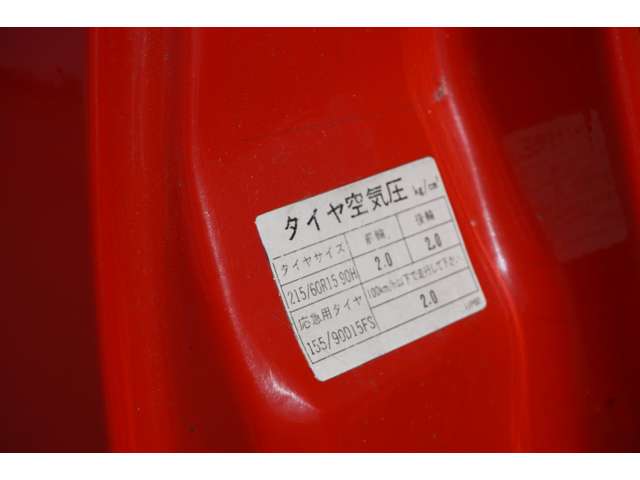 タイヤ空気圧 kg/cm²
タイヤサイズ 前輪 後輪
215/60R15 90H 2.0 2.0
応急用タイヤ 100km/h以下で走行して下さい
155/90D15FS 2.0